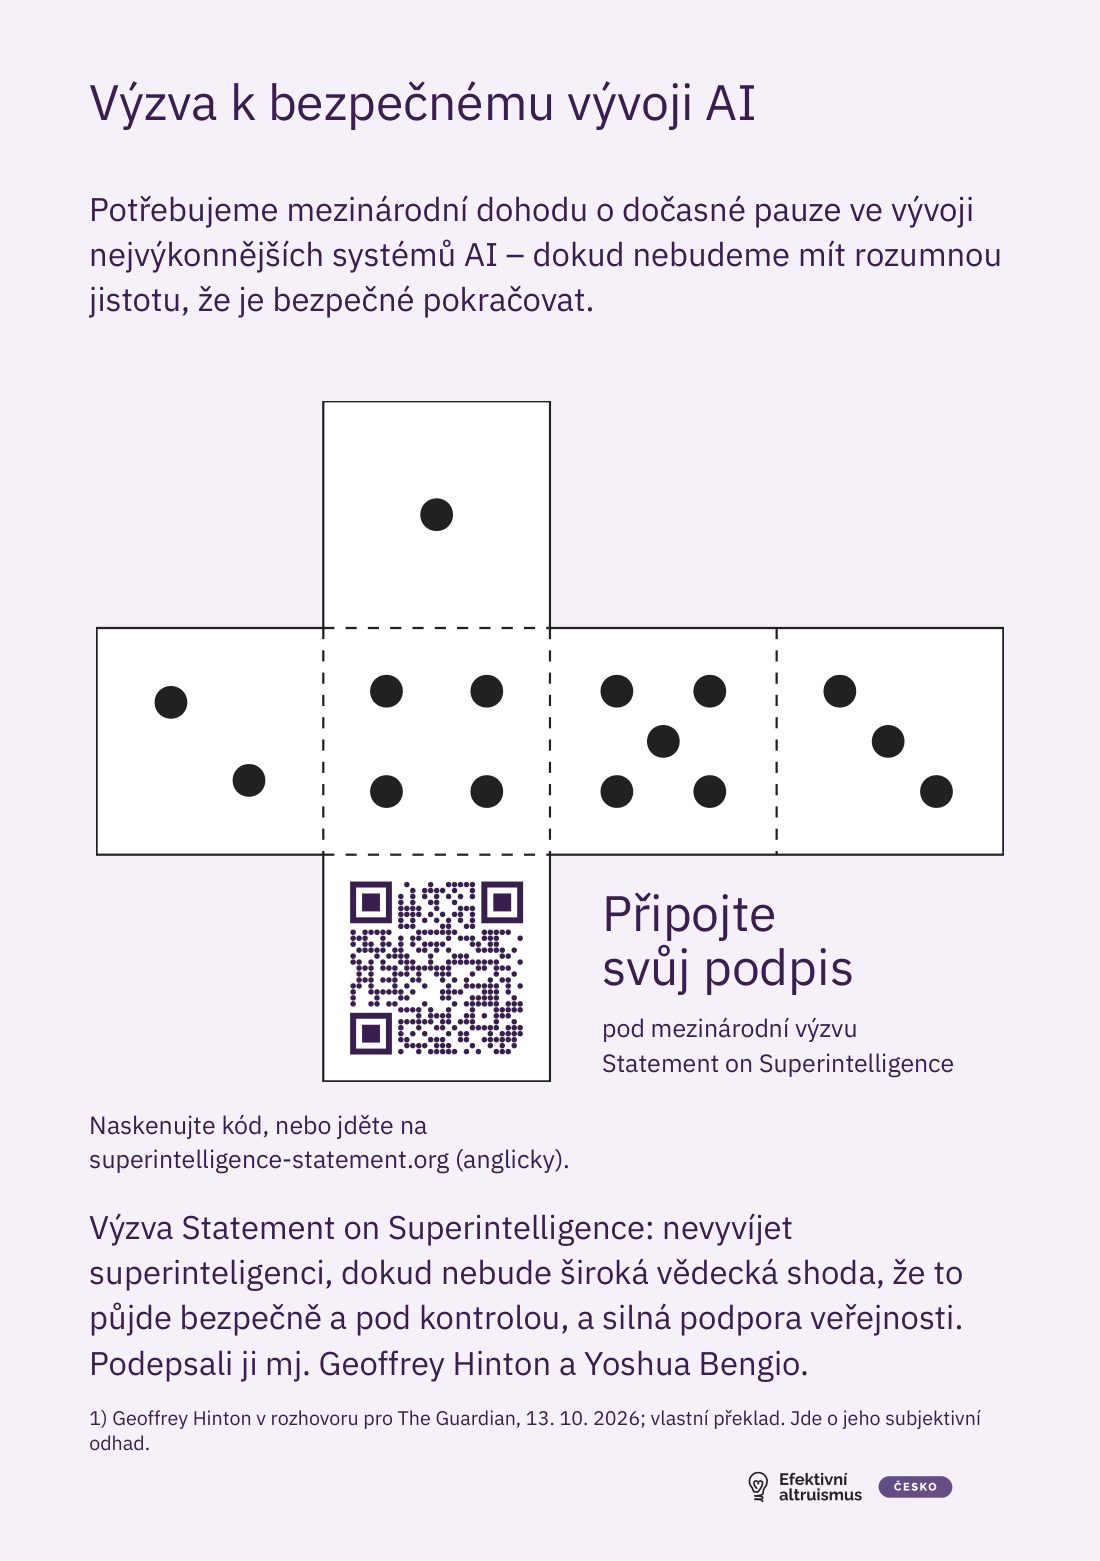 Výzva k bezpečnému vývoji AI
Potřebujeme mezinárodní dohodu o dočasné pauze ve vývoji
nejvýkonnějších systémů AI – dokud nebudeme mít rozumnou
jistotu, že je bezpečné pokračovat.
Připojte
svůj podpis
pod mezinárodní výzvu
Statement on Superintelligence
Naskenujte kód, nebo jděte na
superintelligence-statement.org (anglicky).
Výzva Statement on Superintelligence: nevyvíjet
superinteligenci, dokud nebude široká vědecká shoda, že to
půjde bezpečně a pod kontrolou, a silná podpora veřejnosti.
Podepsali ji mj. Geoffrey Hinton a Yoshua Bengio.
1) Geoffrey Hinton v rozhovoru pro The Guardian, 13. 10. 2026; vlastní překlad. Jde o jeho subjektivní
odhad.
Efektivní
altruismus
ČESKO